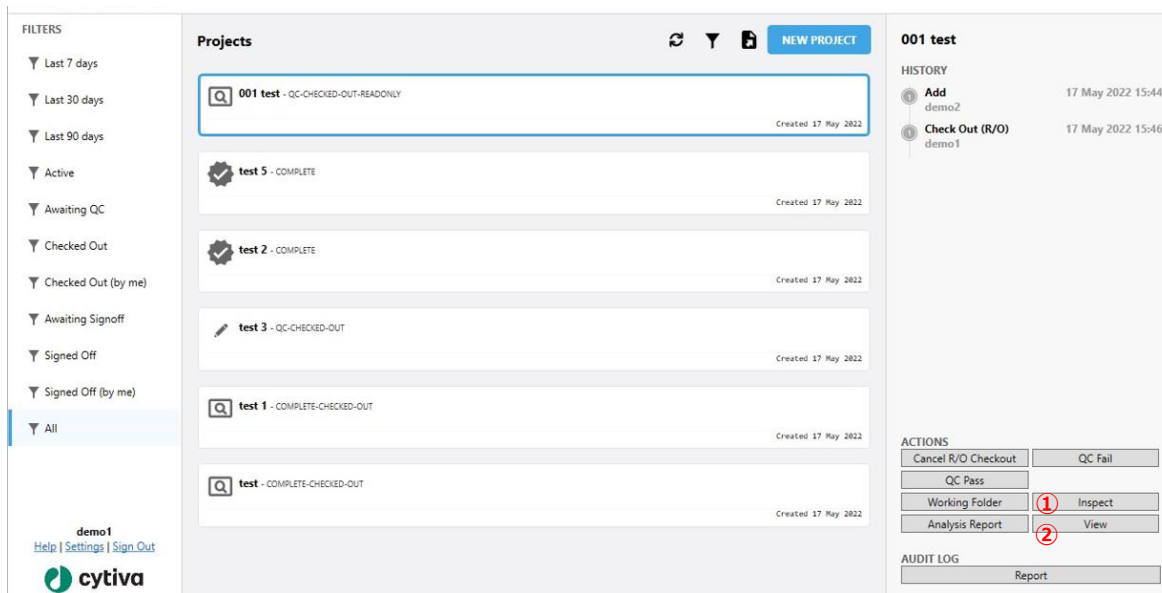 FILTERS
Last 7 days
Last 30 days
Last 90 days
Active
Awaiting QC
Checked Out
Checked Out (by me)
Awaiting Signoff
Signed Off
Signed Off (by me)
All
demo1
Help | Settings | Sign Out
cytiva
Projects
NEW PROJECT
001 test - QC-CHECKED-OUT-READONLY
Created 17 May 2022
test 5 - COMPLETE
Created 17 May 2022
test 2 - COMPLETE
Created 17 May 2022
test 3 - QC-CHECKED-OUT
Created 17 May 2022
test 1 - COMPLETE-CHECKED-OUT
Created 17 May 2022
test - COMPLETE-CHECKED-OUT
Created 17 May 2022
001 test
HISTORY
1 Add 17 May 2022 15:44
demo2
1 Check Out (R/O) 17 May 2022 15:46
demo1
ACTIONS
Cancel R/O Checkout QC Fail
QC Pass
Working Folder ① Inspect
Analysis Report ② View
AUDIT LOG
Report